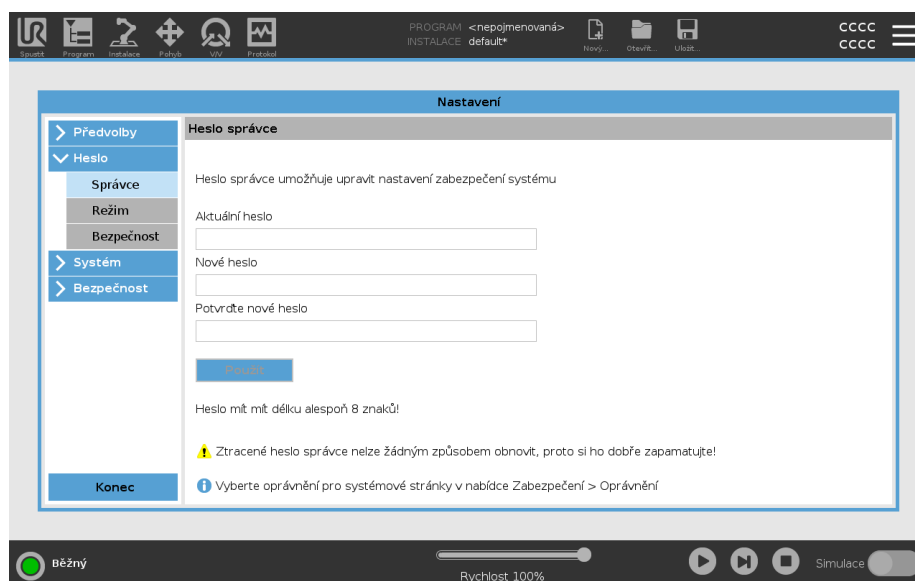 PROGRAM <nepojmenovaná>
INSTALACE default*
Spustit Program Instalace Pohyb V/V Protokol
Nový... Otevřít... Uložit...
cccc
cccc
Nastavení
Předvolby
Heslo
Správce
Režim
Bezpečnost
Systém
Bezpečnost
Konec
Heslo správce
Heslo správce umožňuje upravit nastavení zabezpečení systému
Aktuální heslo
Nové heslo
Potvrďte nové heslo
Použít
Heslo mít mít délku alespoň 8 znaků!
Ztracené heslo správce nelze žádným způsobem obnovit, proto si ho dobře zapamatujte!
Vyberte oprávnění pro systémové stránky v nabídce Zabezpečení > Oprávnění
Běžný
Rychlost 100%
Simulace